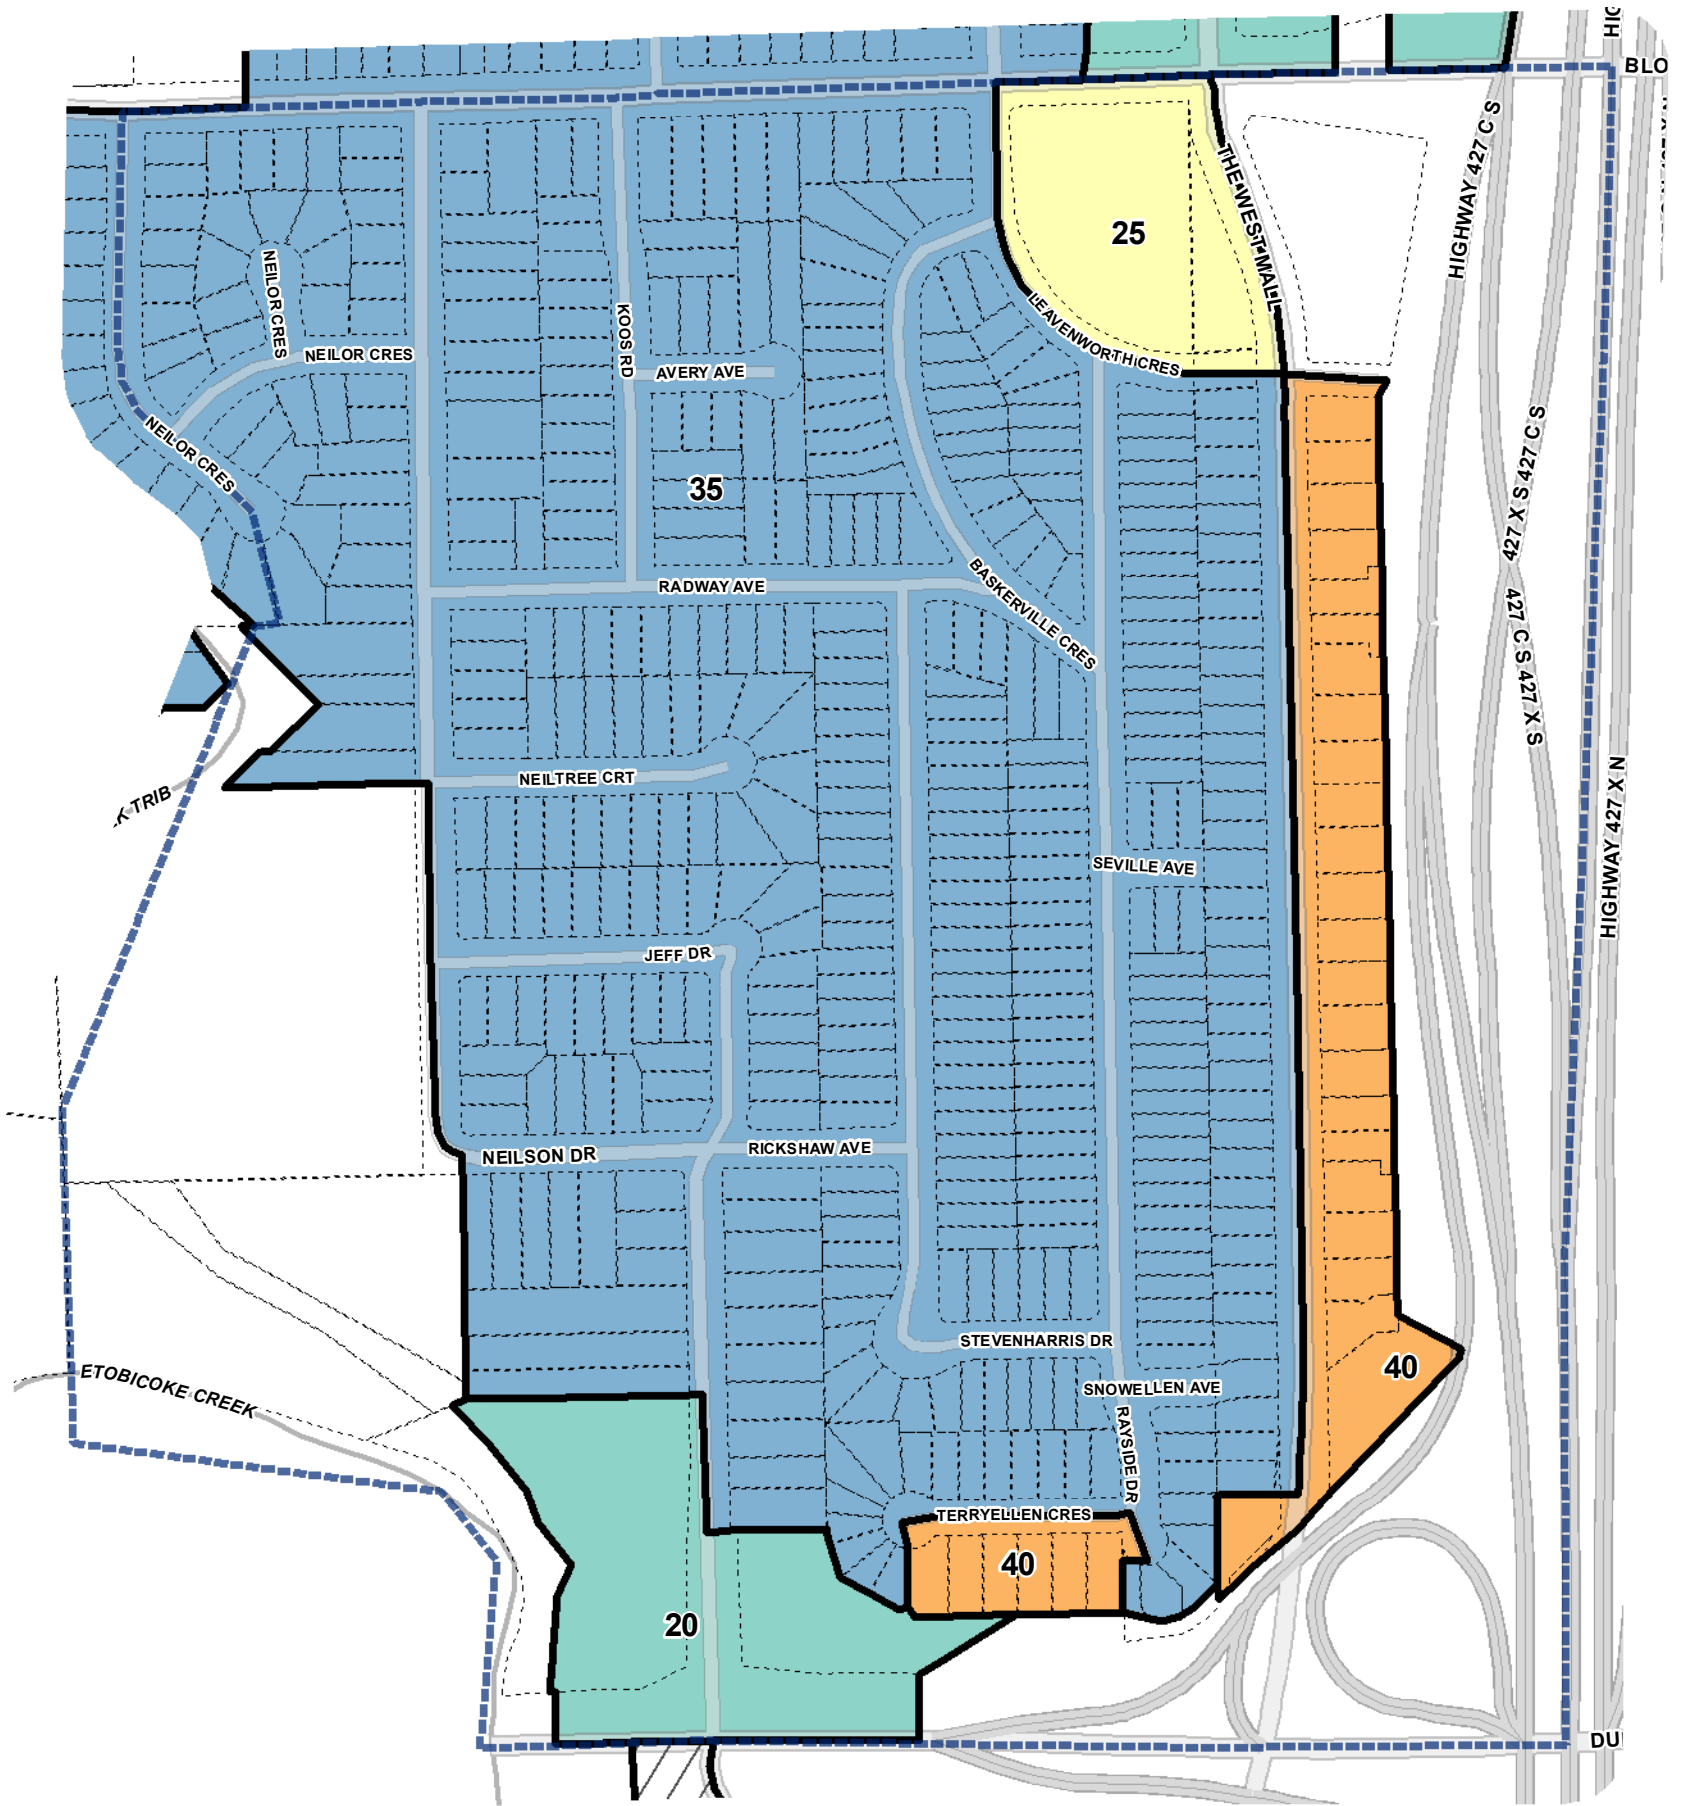 HIG
BLO
HIGHWAY 427 C S
THE WEST MALL
25
NEILOR CRES
KOOS RD
LEAVENWORTH CRES
NEILOR CRES
AVERY AVE
NEILOR CRES
427 X S 427 C S
35
RADWAY AVE
BASKERVILLE CRES
427 C S 427 X S
NEILTREE CRT
K TRIB
HIGHWAY 427 X N
SEVILLE AVE
JEFF DR
NEILSON DR
RICKSHAW AVE
STEVENHARRIS DR
40
ETOBICOKE CREEK
SNOWELLEN AVE
RAYSIDE DR
TERRYELLEN CRES
40
20
DU